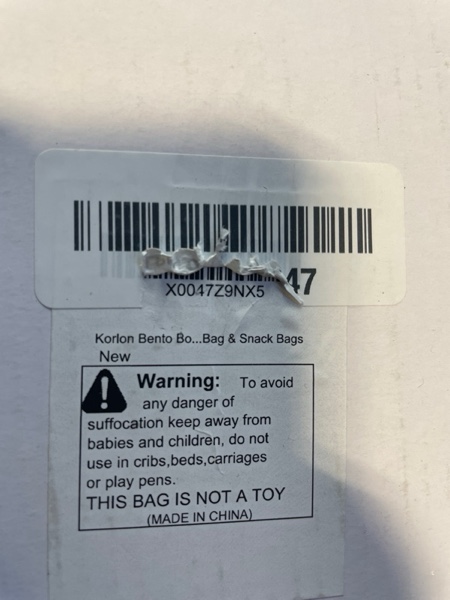 47
X0047Z9NX5
Korlon Bento Bo...Bag & Snack Bags
New
Warning: To avoid
any danger of
suffocation keep away from
babies and children, do not
use in cribs,beds,carriages
or play pens.
THIS BAG IS NOT A TOY
(MADE IN CHINA)